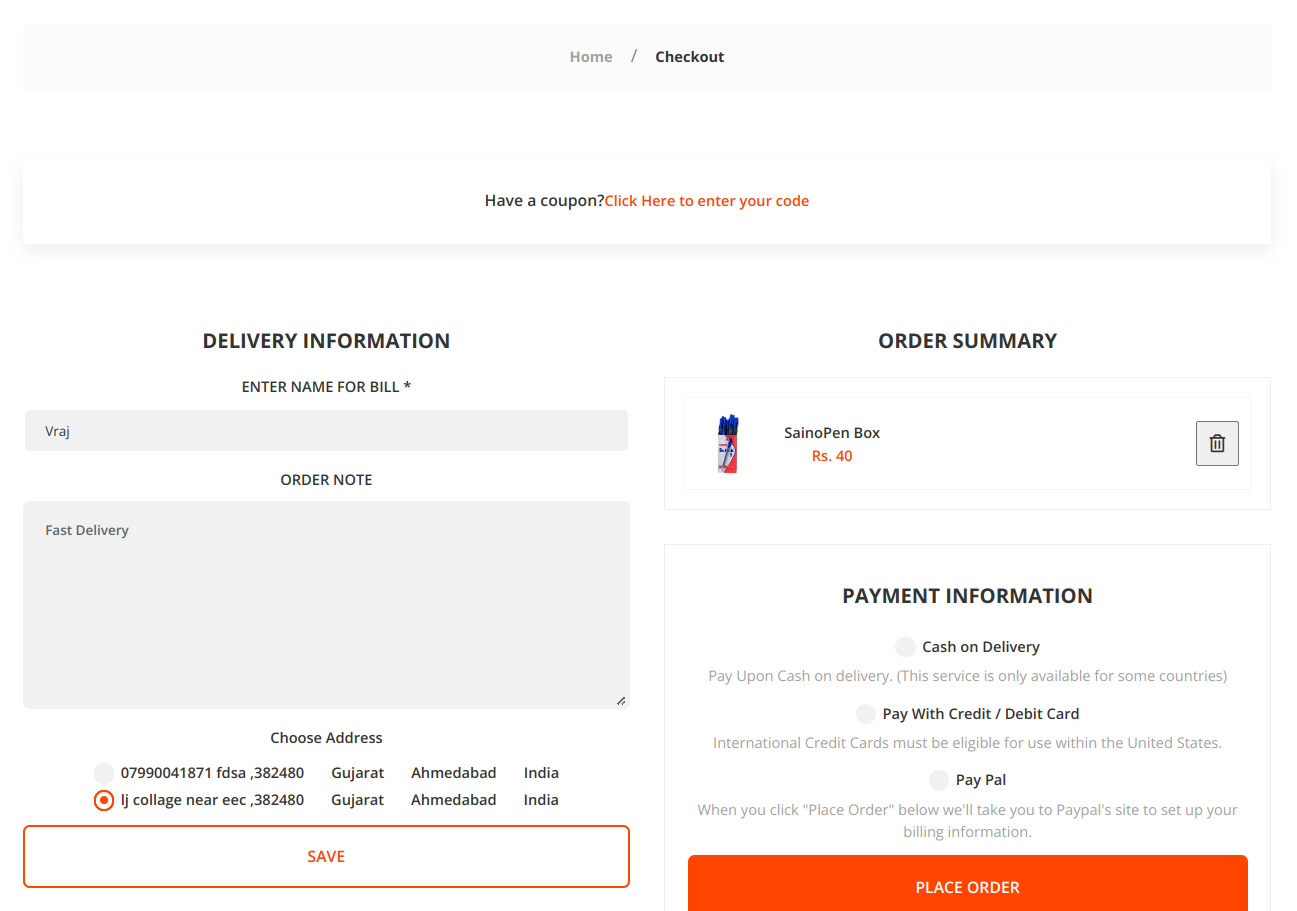 Home / Checkout
Have a coupon?Click Here to enter your code
DELIVERY INFORMATION
ENTER NAME FOR BILL *
Vraj
ORDER NOTE
Fast Delivery
Choose Address
07990041871 fdsa ,382480 Gujarat Ahmedabad India
lj collage near eec ,382480 Gujarat Ahmedabad India
SAVE
ORDER SUMMARY
SainoPen Box
Rs. 40
PAYMENT INFORMATION
Cash on Delivery
Pay Upon Cash on delivery. (This service is only available for some countries)
Pay With Credit / Debit Card
International Credit Cards must be eligible for use within the United States.
Pay Pal
When you click "Place Order" below we'll take you to Paypal's site to set up your
billing information.
PLACE ORDER